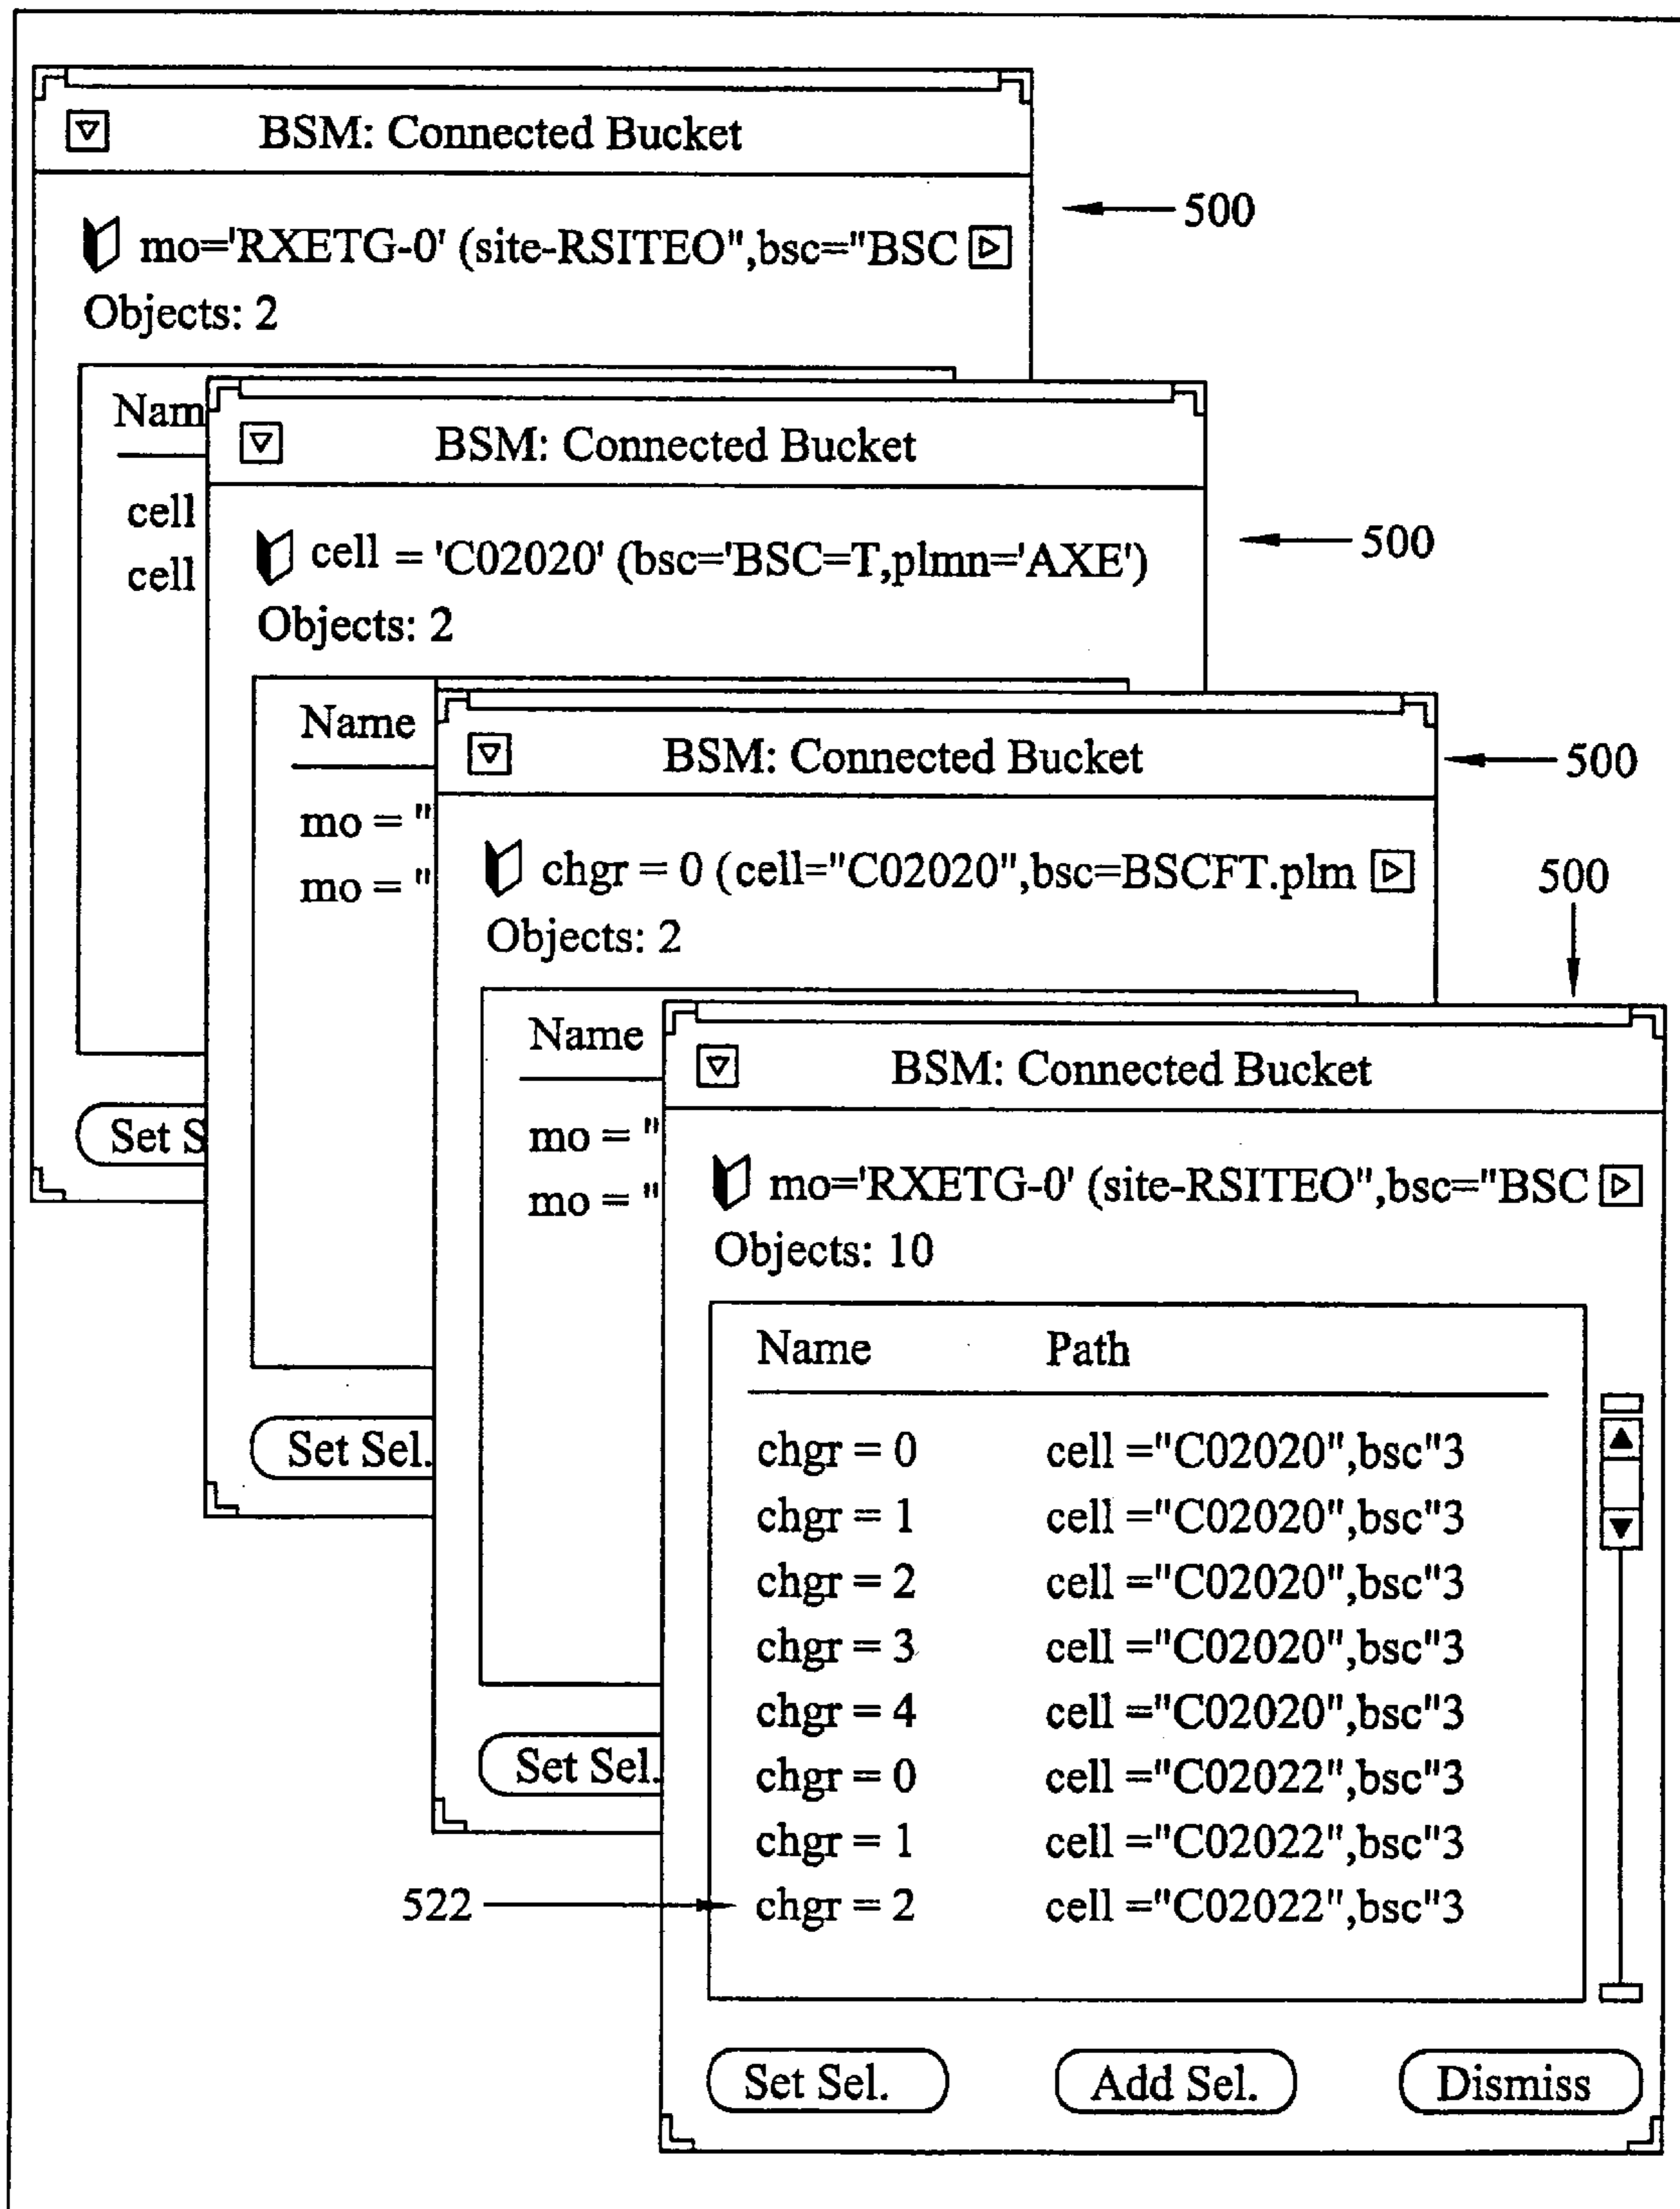 BSM: Connected Bucket
500
mo='RXETG-0' (site-RSITEO",bsc="BSC
Objects: 2
Nam
cell
cell
Set S
BSM: Connected Bucket
500
cell = 'C02020' (bsc='BSC=T,plmn='AXE')
Objects: 2
Name
mo = "
mo = "
Set Sel.
BSM: Connected Bucket
500
chgr = 0 (cell="C02020",bsc=BSCFT.plm
Objects: 2
Name
mo = "
mo = "
Set Sel.
500
BSM: Connected Bucket
mo='RXETG-0' (site-RSITEO",bsc="BSC
Objects: 10
Name Path
chgr = 0 cell ="C02020",bsc"3
chgr = 1 cell ="C02020",bsc"3
chgr = 2 cell ="C02020",bsc"3
chgr = 3 cell ="C02020",bsc"3
chgr = 4 cell ="C02020",bsc"3
chgr = 0 cell ="C02022",bsc"3
chgr = 1 cell ="C02022",bsc"3
522 chgr = 2 cell ="C02022",bsc"3
Set Sel. Add Sel. Dismiss